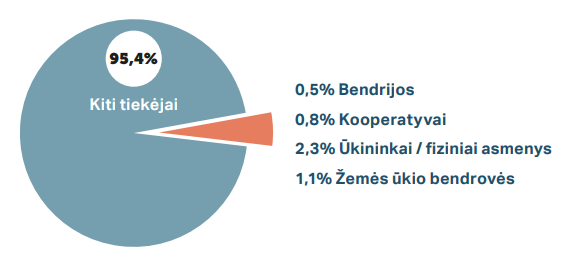 95,4%
Kiti tiekėjai
0,5% Bendrijos
0,8% Kooperatyvai
2,3% Ūkininkai / fiziniai asmenys
1,1% Žemės ūkio bendrovės